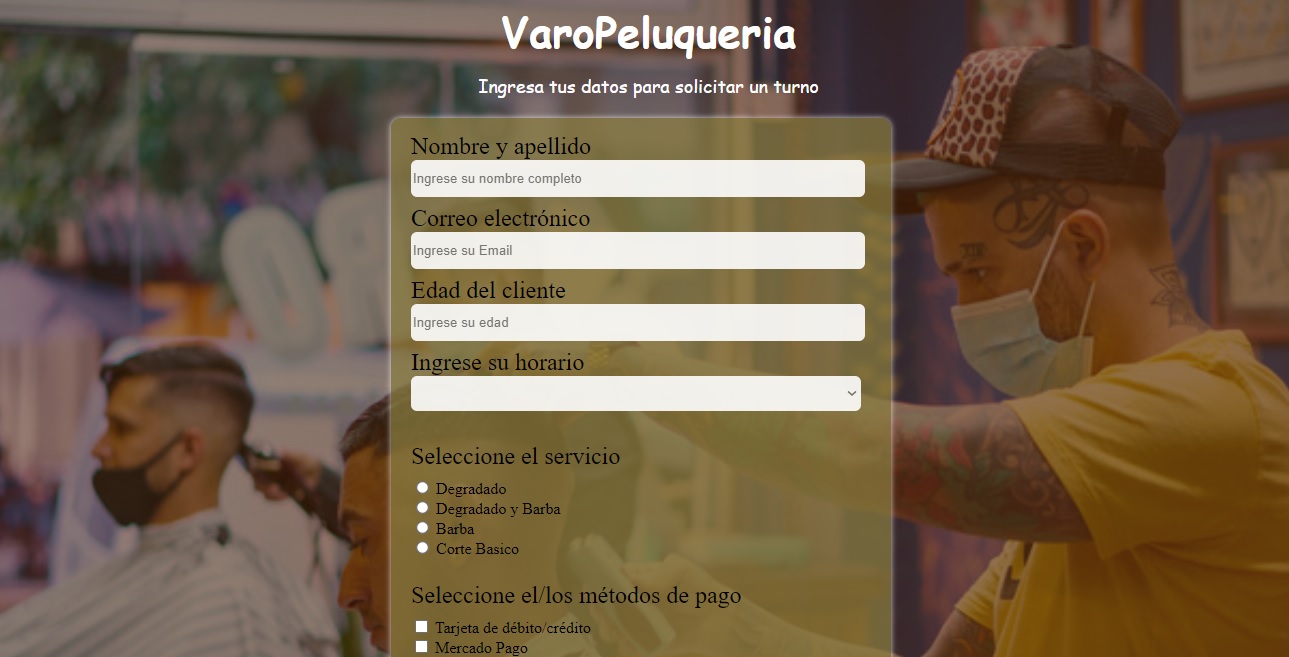 VaroPeluqueria
Ingresa tus datos para solicitar un turno
Nombre y apellido
Ingrese su nombre completo
Correo electrónico
Ingrese su Email
Edad del cliente
Ingrese su edad
Ingrese su horario
Seleccione el servicio
Degradado
Degradado y Barba
Barba
Corte Basico
Seleccione el/los métodos de pago
Tarjeta de débito/crédito
Mercado Pago